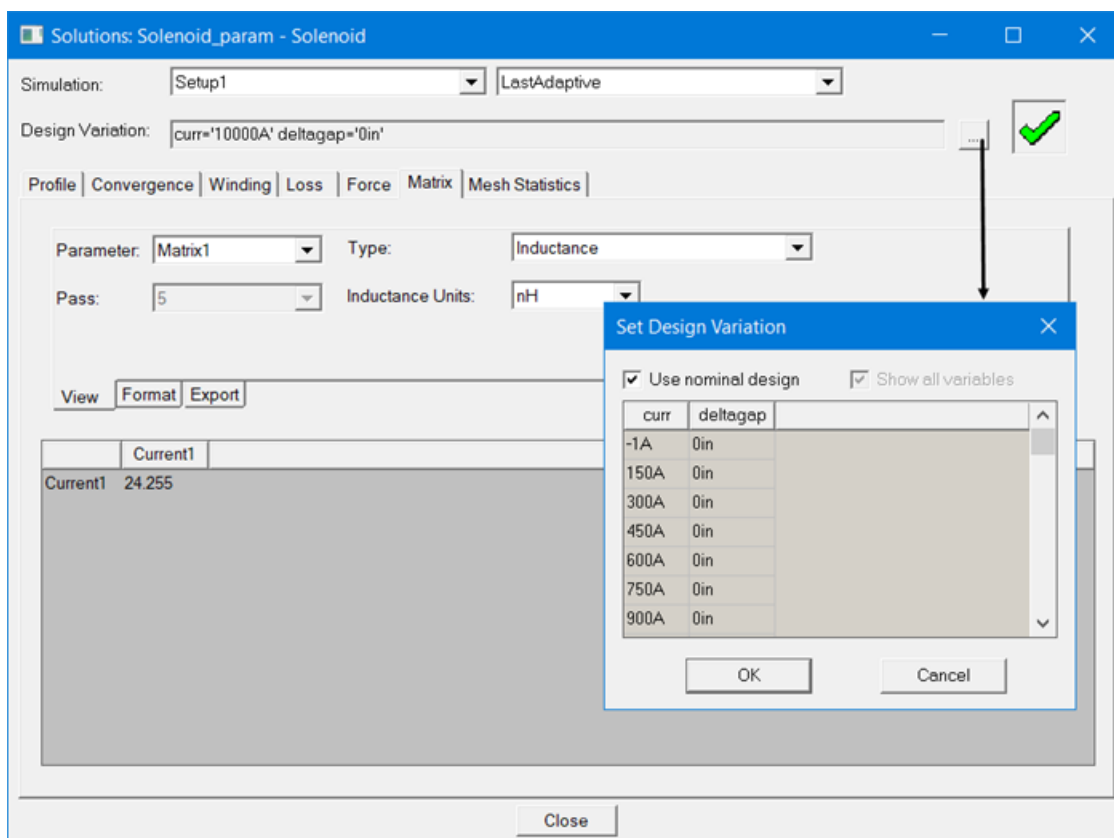 Solutions: Solenoid_param - Solenoid
Simulation: Setup1 LastAdaptive
Design Variation: curr='10000A' deltagap='0in' ...
Profile Convergence Winding Loss Force Matrix Mesh Statistics
Parameter: Matrix1 Type: Inductance
Pass: 5 Inductance Units: nH
View Format Export
Current1
Current1 24.255
Set Design Variation
Use nominal design Show all variables
curr deltagap
-1A 0in
150A 0in
300A 0in
450A 0in
600A 0in
750A 0in
900A 0in
OK Cancel
Close